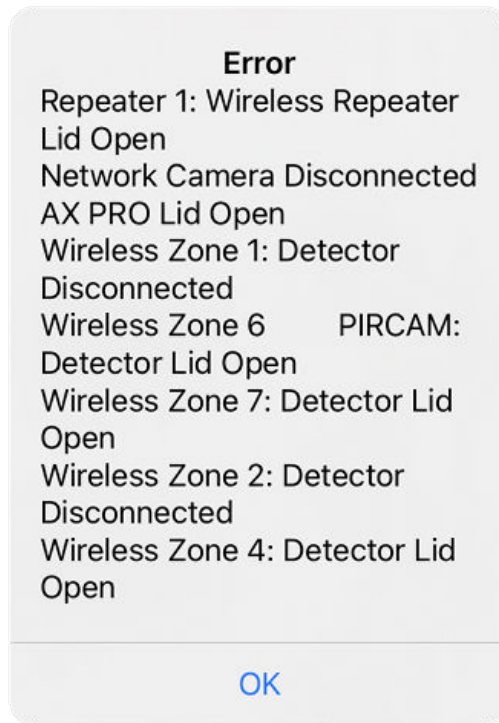 Error
Repeater 1: Wireless Repeater
Lid Open
Network Camera Disconnected
AX PRO Lid Open
Wireless Zone 1: Detector
Disconnected
Wireless Zone 6 PIRCAM:
Detector Lid Open
Wireless Zone 7: Detector Lid
Open
Wireless Zone 2: Detector
Disconnected
Wireless Zone 4: Detector Lid
Open
OK